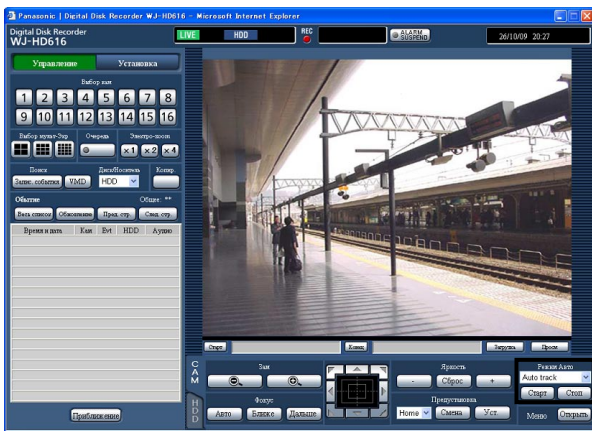 Panasonic | Digital Disk Recorder WJ-HD616 - Microsoft Internet Explorer
Digital Disk Recorder
WJ-HD616
LIVE HDD REC ALARM SUSPEND 26/10/09 20:27
Управление Установка
Выбор кам
1 2 3 4 5 6 7 8
9 10 11 12 13 14 15 16
Выбор мульт-Экр Очередь Электро-zoom
x1 x2 x4
Поиск Диск/Носитель Копир.
Запис. события VMD HDD
Общее: **
Весь список Обновление Пред. стр. След. стр.
Время и дата Кам Evt HDD Аудио
Приближение
Старт Конец Загрузка Просм
CAM
HDD
Зам Яркость Режим Авто
- Сброс + Auto track
Старт Стоп
Фокус Предустановка
Авто Ближе Дальше Home Смена Уст. Меню Открыть